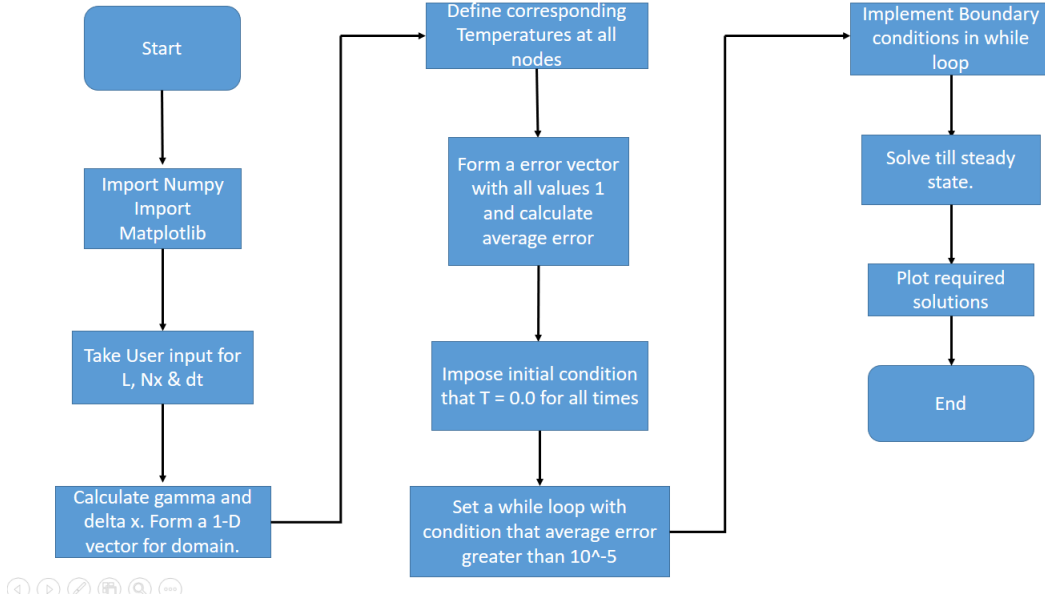 Start
Import Numpy
Import
Matplotlib
Take User input for
L, Nx & dt
Calculate gamma and
delta x. Form a 1-D
vector for domain.
Define corresponding
Temperatures at all
nodes
Form a error vector
with all values 1
and calculate
average error
Impose initial condition
that T = 0.0 for all times
Set a while loop with
condition that average error
greater than 10^-5
Implement Boundary
conditions in while
loop
Solve till steady
state.
Plot required
solutions
End